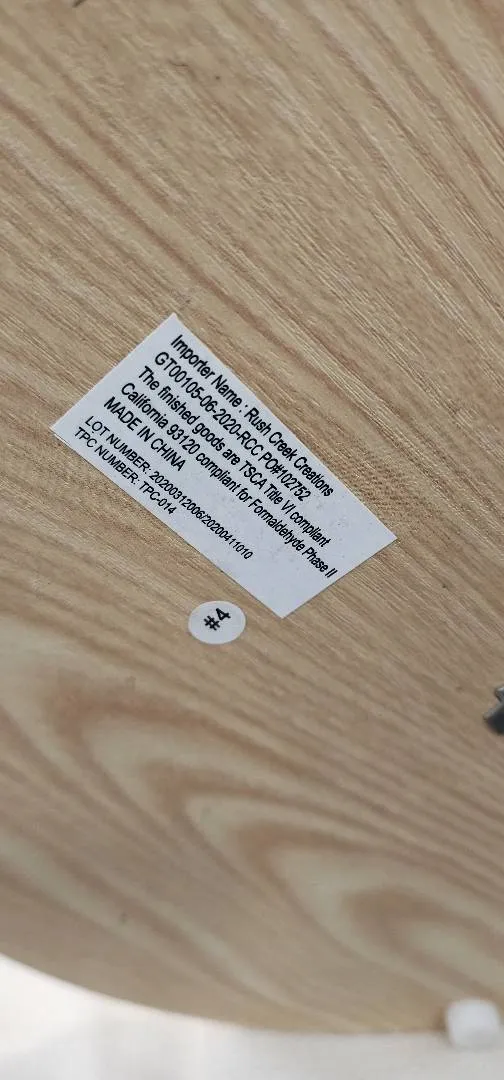 Importer Name : Rush Creek Creations
GT00105-06-2020-RCC PO#102752
The finished goods are TSCA Title VI compliant
California 93120 compliant for Formaldehyde Phase II
MADE IN CHINA
LOT NUMBER: 20200312006/20200411010
TPC NUMBER: TPC-014
#4